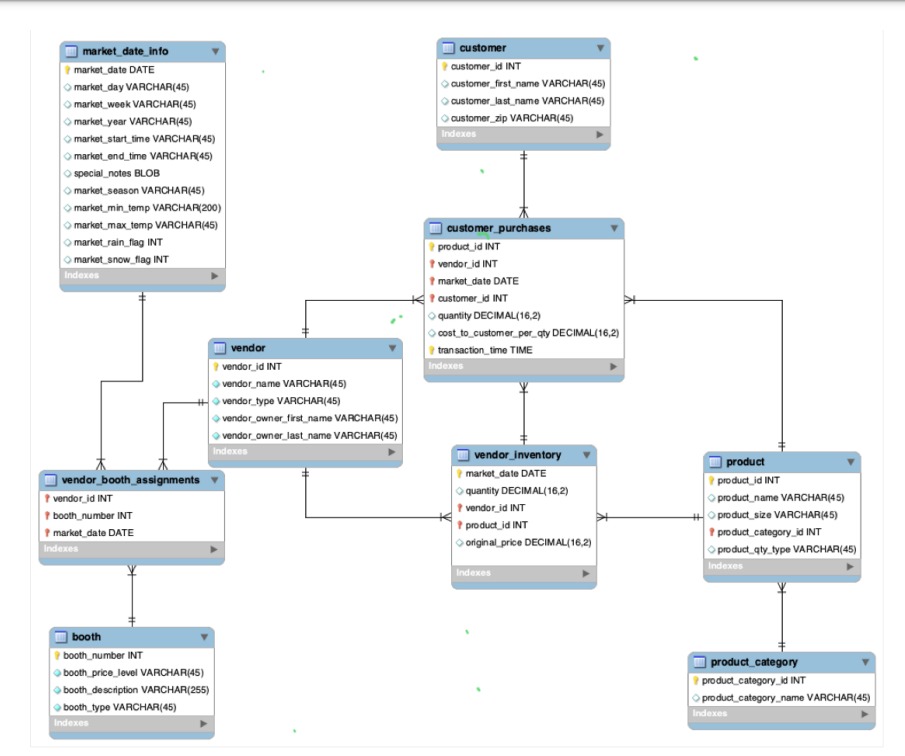 market_date_info
market_date DATE
market_day VARCHAR(45)
market_week VARCHAR(45)
market_year VARCHAR(45)
market_start_time VARCHAR(45)
market_end_time VARCHAR(45)
special_notes BLOB
market_season VARCHAR(45)
market_min_temp VARCHAR(200)
market_max_temp VARCHAR(45)
market_rain_flag INT
market_snow_flag INT
Indexes
customer
customer_id INT
customer_first_name VARCHAR(45)
customer_last_name VARCHAR(45)
customer_zip VARCHAR(45)
Indexes
customer_purchases
product_id INT
vendor_id INT
market_date DATE
customer_id INT
quantity DECIMAL(16,2)
cost_to_customer_per_qty DECIMAL(16,2)
transaction_time TIME
Indexes
vendor
vendor_id INT
vendor_name VARCHAR(45)
vendor_type VARCHAR(45)
vendor_owner_first_name VARCHAR(45)
vendor_owner_last_name VARCHAR(45)
Indexes
vendor_booth_assignments
vendor_id INT
booth_number INT
market_date DATE
Indexes
vendor_inventory
market_date DATE
quantity DECIMAL(16,2)
vendor_id INT
product_id INT
original_price DECIMAL(16,2)
Indexes
product
product_id INT
product_name VARCHAR(45)
product_size VARCHAR(45)
product_category_id INT
product_qty_type VARCHAR(45)
Indexes
booth
booth_number INT
booth_price_level VARCHAR(45)
booth_description VARCHAR(255)
booth_type VARCHAR(45)
Indexes
product_category
product_category_id INT
product_category_name VARCHAR(45)
Indexes